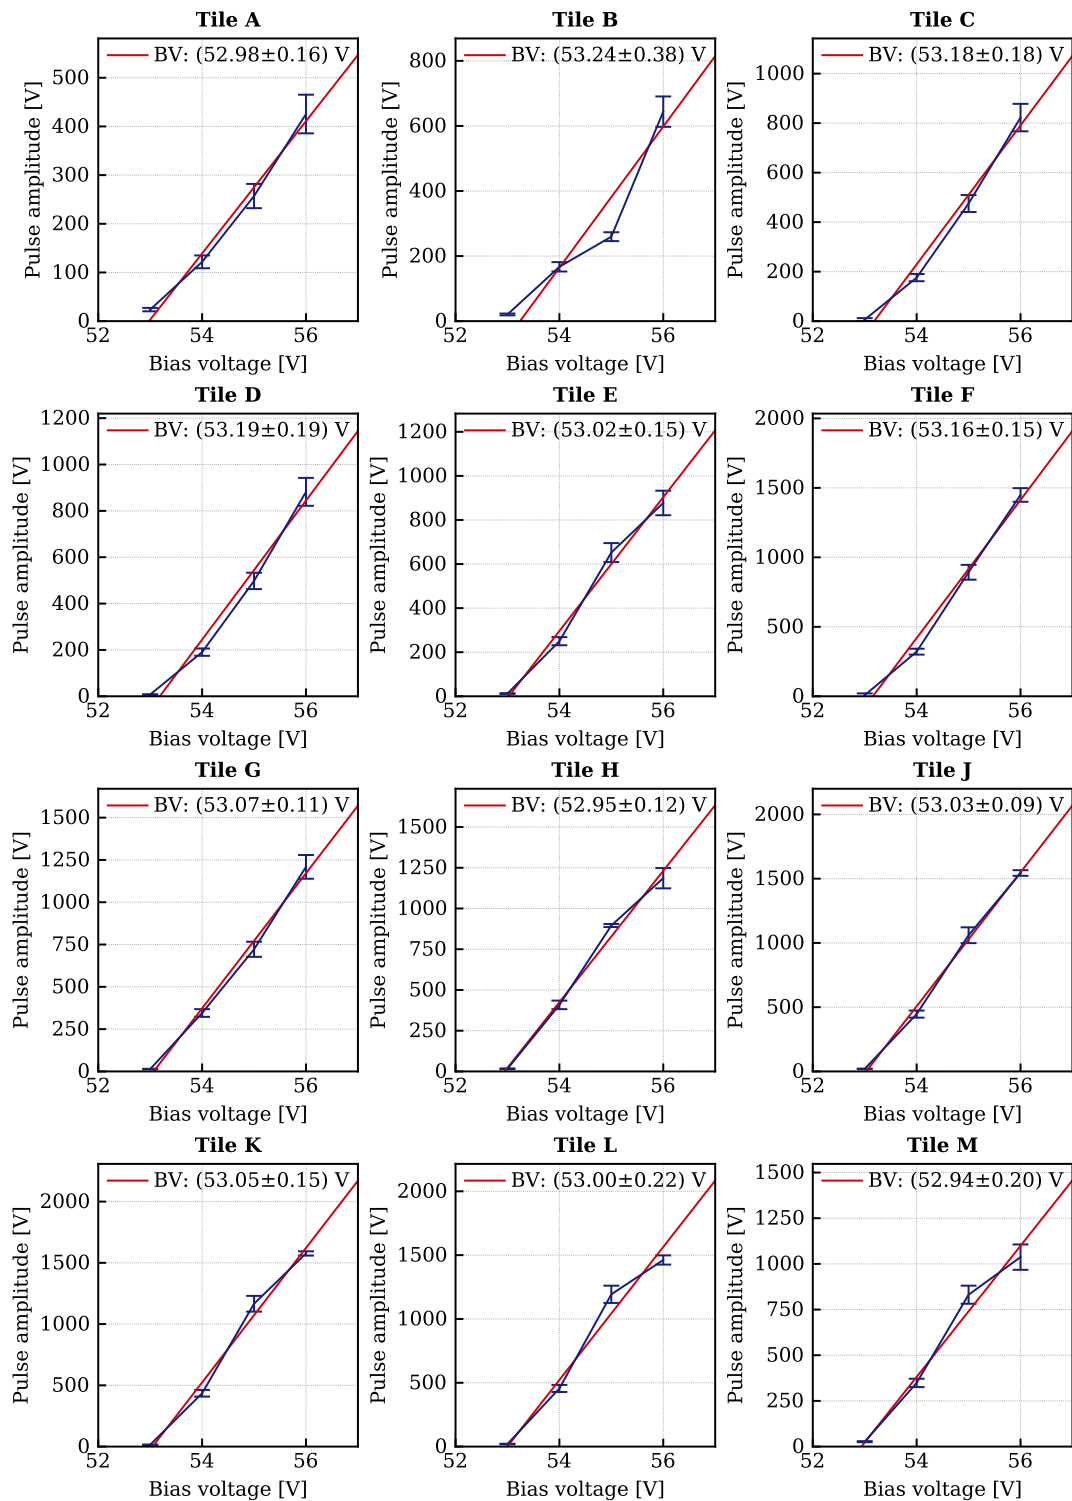 Tile A
BV: (52.98±0.16) V
Pulse amplitude [V]
500
400
300
200
100
0
52 54 56
Bias voltage [V]
Tile B
BV: (53.24±0.38) V
Pulse amplitude [V]
800
600
400
200
0
52 54 56
Bias voltage [V]
Tile C
BV: (53.18±0.18) V
Pulse amplitude [V]
1000
800
600
400
200
0
52 54 56
Bias voltage [V]
Tile D
BV: (53.19±0.19) V
Pulse amplitude [V]
1200
1000
800
600
400
200
0
52 54 56
Bias voltage [V]
Tile E
BV: (53.02±0.15) V
Pulse amplitude [V]
1200
1000
800
600
400
200
0
52 54 56
Bias voltage [V]
Tile F
BV: (53.16±0.15) V
Pulse amplitude [V]
2000
1500
1000
500
0
52 54 56
Bias voltage [V]
Tile G
BV: (53.07±0.11) V
Pulse amplitude [V]
1500
1250
1000
750
500
250
0
52 54 56
Bias voltage [V]
Tile H
BV: (52.95±0.12) V
Pulse amplitude [V]
1500
1250
1000
750
500
250
0
52 54 56
Bias voltage [V]
Tile J
BV: (53.03±0.09) V
Pulse amplitude [V]
2000
1500
1000
500
0
52 54 56
Bias voltage [V]
Tile K
BV: (53.05±0.15) V
Pulse amplitude [V]
2000
1500
1000
500
0
52 54 56
Bias voltage [V]
Tile L
BV: (53.00±0.22) V
Pulse amplitude [V]
2000
1500
1000
500
0
52 54 56
Bias voltage [V]
Tile M
BV: (52.94±0.20) V
Pulse amplitude [V]
1500
1250
1000
750
500
250
0
52 54 56
Bias voltage [V]